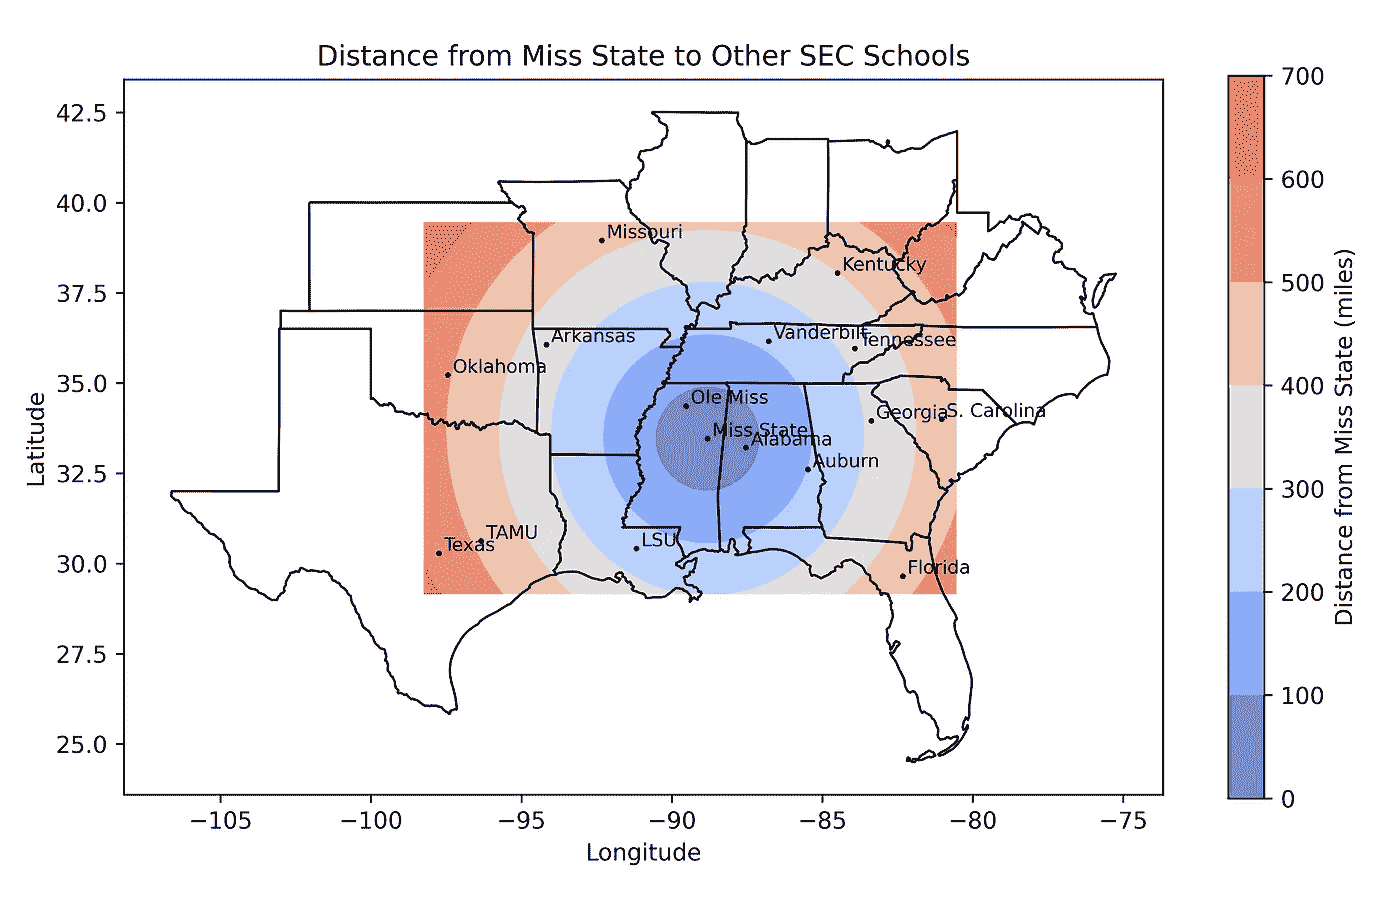 Distance from Miss State to Other SEC Schools
700
42.5
600
40.0
Missouri
Kentucky
37.5
500
Vanderbilt
Arkansas
Tennessee
Oklahoma
35.0
400
Ole Miss
Georgia
S. Carolina
Miss State
Alabama
Auburn
32.5
300
TAMU
LSU
Texas
30.0
Florida
200
27.5
100
25.0
0
Latitude
Distance from Miss State (miles)
−105
−100
−95
−90
−85
−80
−75
Longitude